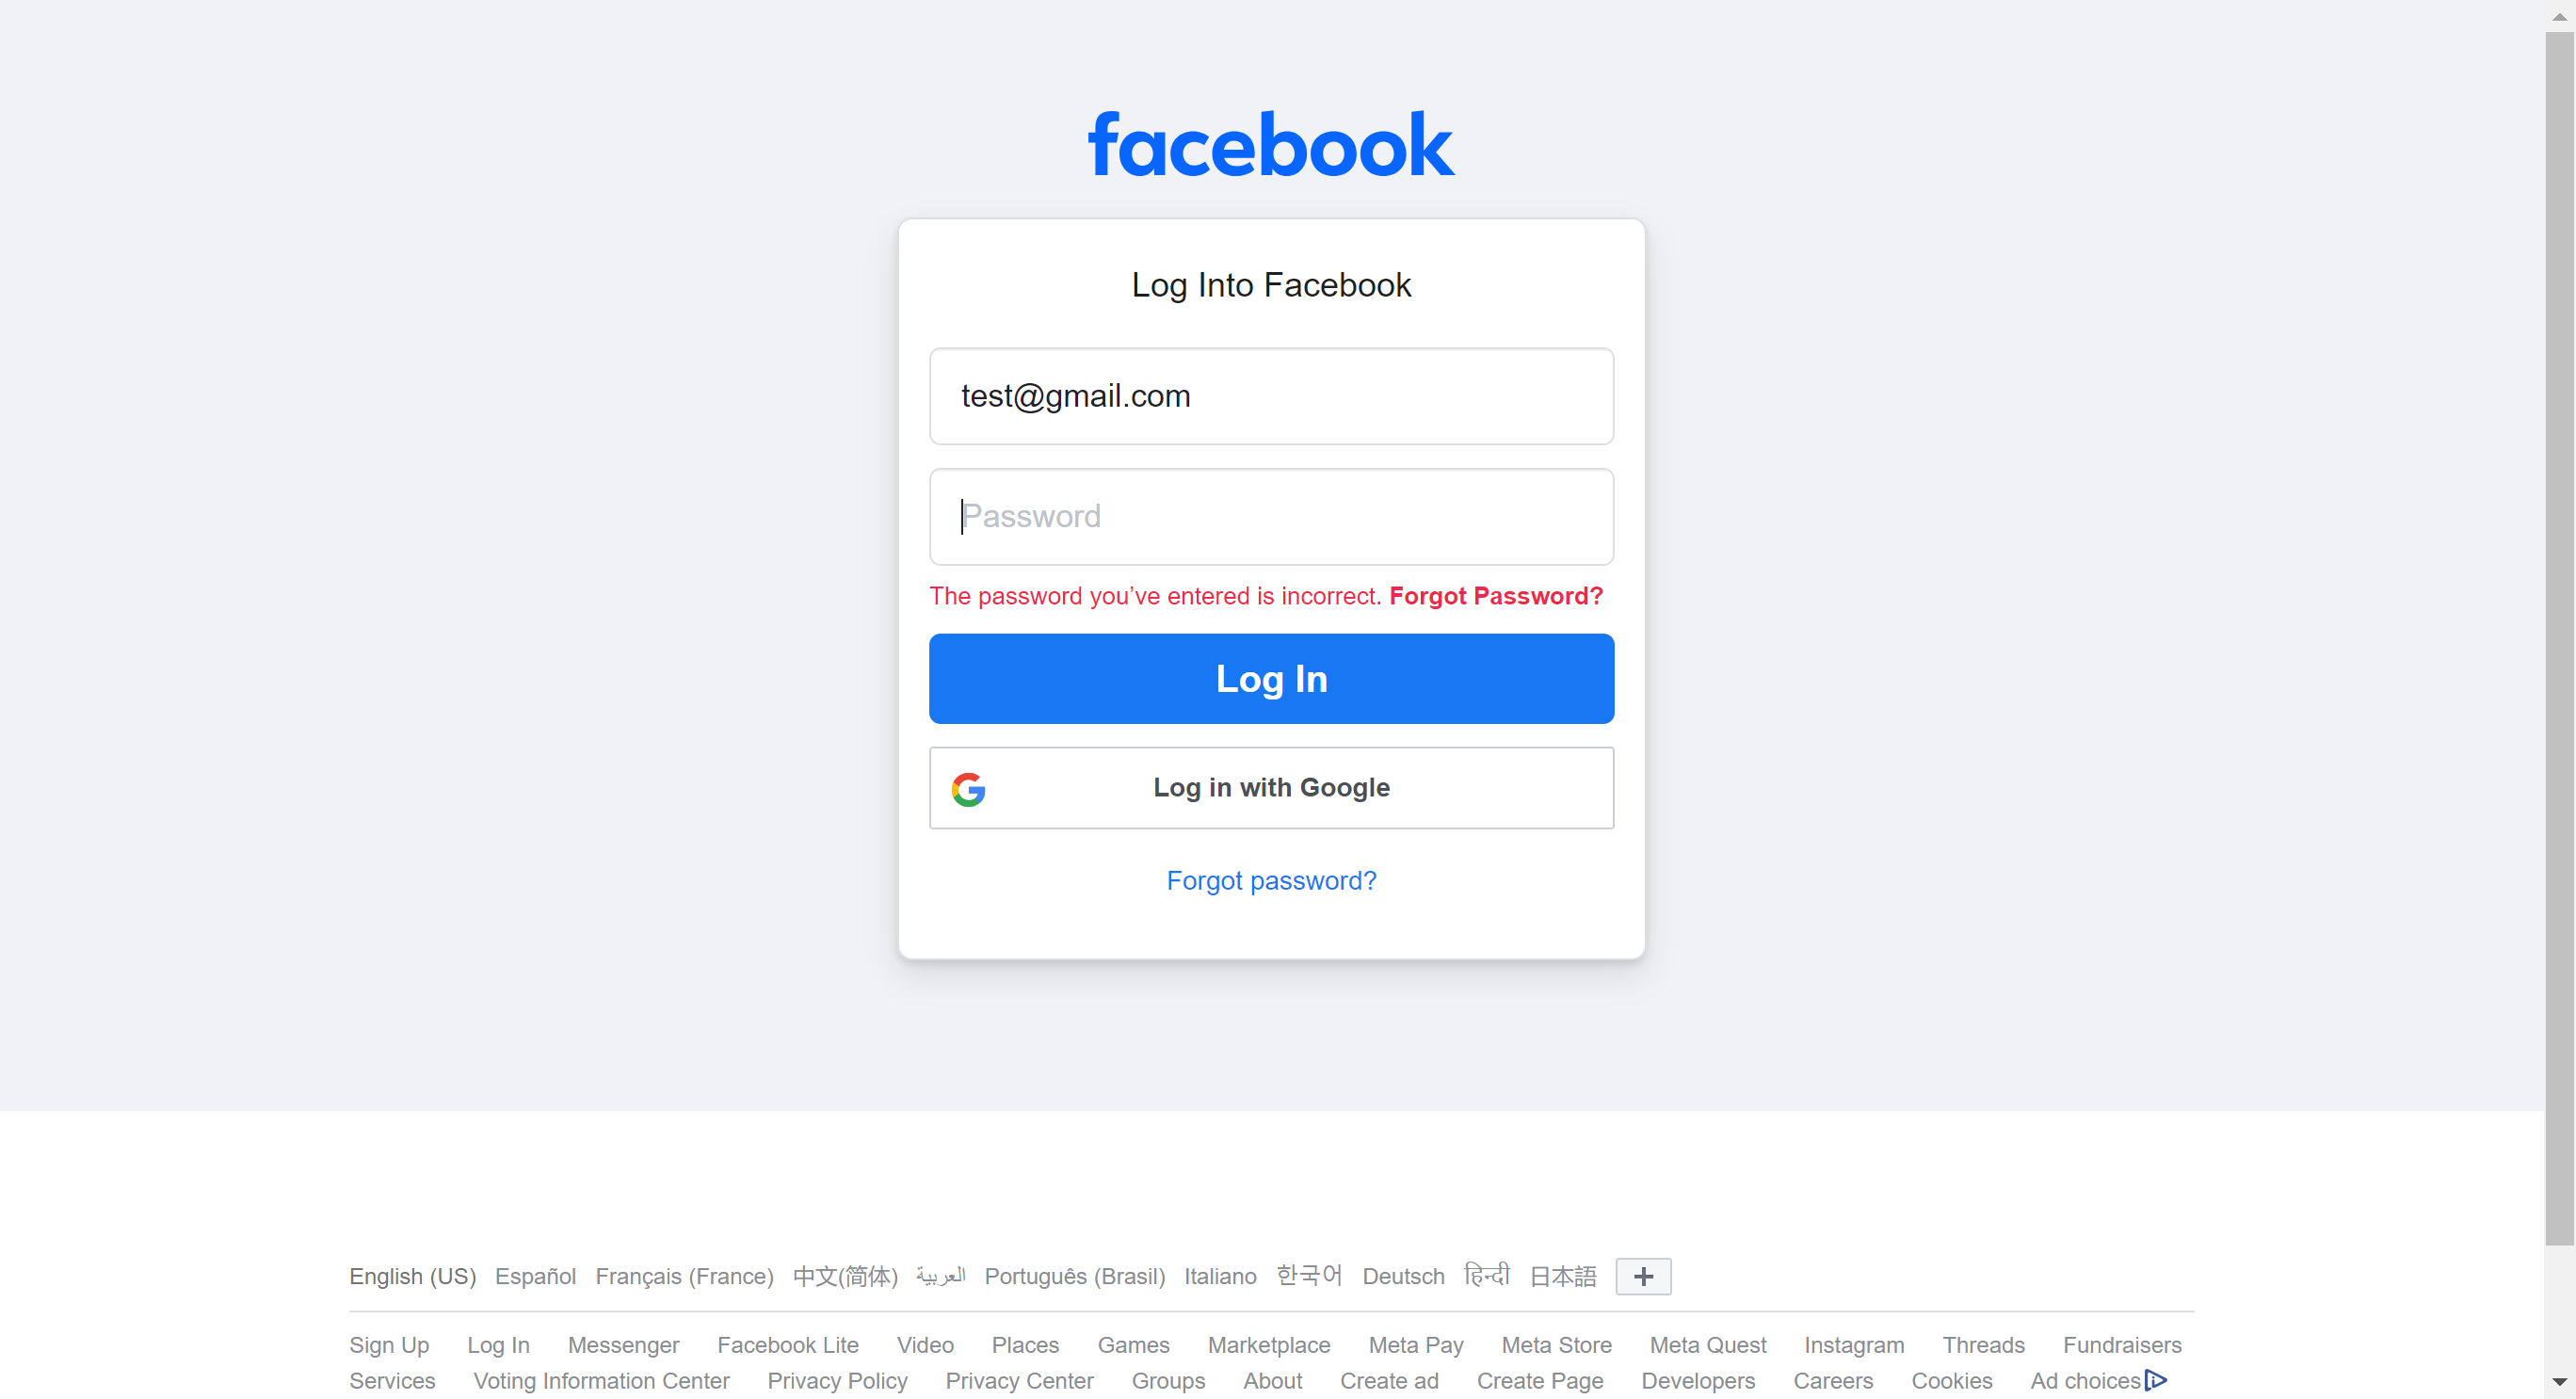 facebook
Log Into Facebook
test@gmail.com
Password
The password you’ve entered is incorrect. Forgot Password?
Log In
Log in with Google
Forgot password?
English (US) Español Français (France) 中文(简体) العربية Português (Brasil) Italiano 한국어 Deutsch हिन्दी 日本語
Sign Up Log In Messenger Facebook Lite Video Places Games Marketplace Meta Pay Meta Store Meta Quest Instagram Threads Fundraisers
Services Voting Information Center Privacy Policy Privacy Center Groups About Create ad Create Page Developers Careers Cookies Ad choices